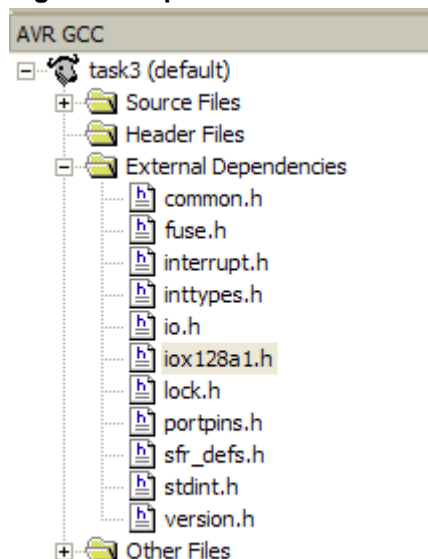 AVR GCC
task3 (default)
Source Files
Header Files
External Dependencies
common.h
fuse.h
interrupt.h
inttypes.h
io.h
iox128a1.h
lock.h
portpins.h
sfr_defs.h
stdint.h
version.h
Other Files